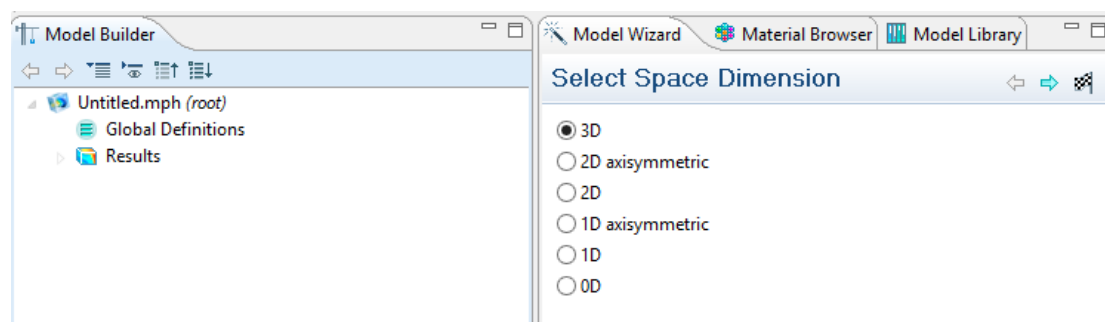 Model Builder
Untitled.mph (root)
Global Definitions
Results
Model Wizard
Material Browser
Model Library
Select Space Dimension
3D
2D axisymmetric
2D
1D axisymmetric
1D
0D